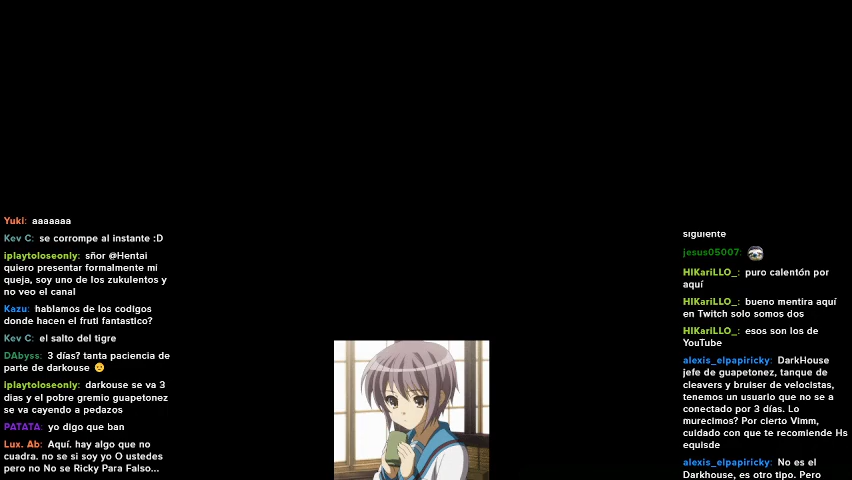 Yuki: aaaaaaa
Kev C: se corrompe al instante :D
iplaytoloseonly: sñor @Hentai
quiero presentar formalmente mi
queja, soy uno de los zukulentos y
no veo el canal
Kazu: hablamos de los codigos
donde hacen el fruti fantastico?
Kev C: el salto del tigre
DAbyss: 3 días? tanta paciencia de
parte de darkouse
iplaytoloseonly: darkouse se va 3
dias y el pobre gremio guapetonez
se va cayendo a pedazos
PATATA: yo digo que ban
Lux. Ab: Aquí. hay algo que no
cuadra. no se si soy yo O ustedes
pero no No se Ricky Para Falso...
siguiente
jesus05007:
HIKariLLO_: puro calentón por
aquí
HIKariLLO_: bueno mentira aquí
en Twitch solo somos dos
HIKariLLO_: esos son los de
YouTube
alexis_elpapiricky: DarkHouse
jefe de guapetonez, tanque de
cleavers y bruiser de velocistas,
tenemos un usuario que no se a
conectado por 3 días. Lo
murecimos? Por cierto Vimm,
cuidado con que te recomiende Hs
equisde
alexis_elpapiricky: No es el
Darkhouse, es otro tipo. Pero